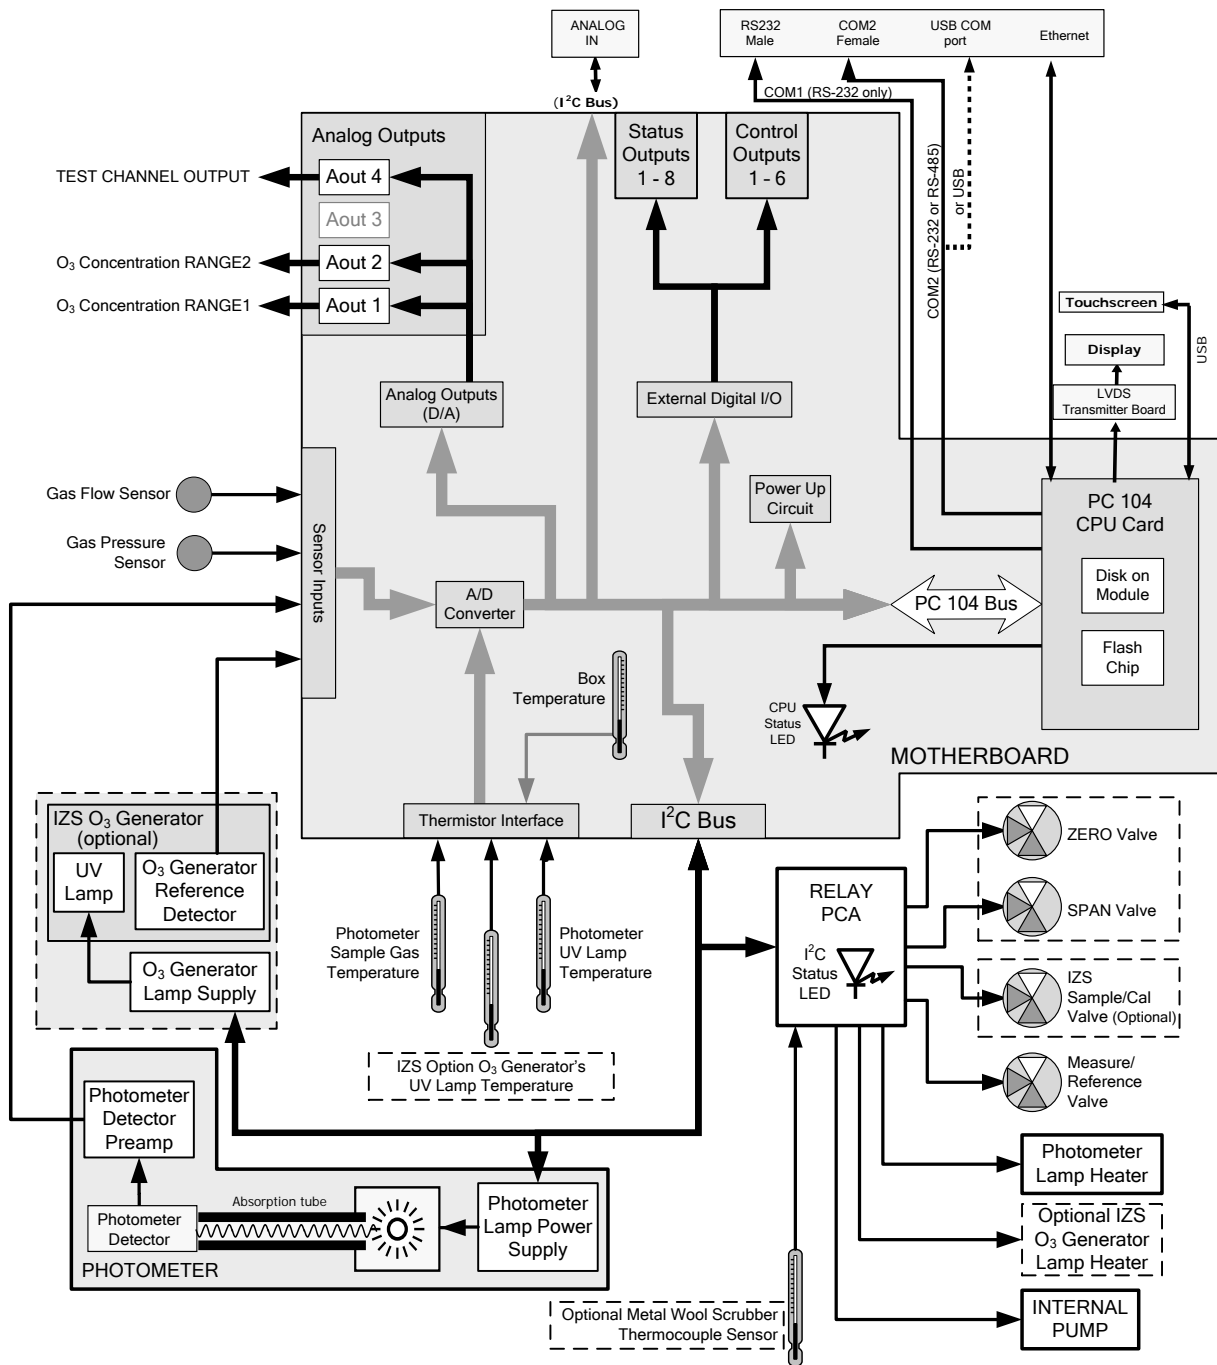 ANALOG
IN
RS232
Male
COM2
Female
USB COM
port
Ethernet
(I²C Bus)
COM1 (RS-232 only)
COM2 (RS-232 or RS-485)
or USB
Analog Outputs
Aout 4
Aout 3
Aout 2
Aout 1
TEST CHANNEL OUTPUT
O₃ Concentration RANGE2
O₃ Concentration RANGE1
Status
Outputs
1 - 8
Control
Outputs
1 - 6
Touchscreen
USB
Display
LVDS
Transmitter Board
Analog Outputs
(D/A)
External Digital I/O
Gas Flow Sensor
Gas Pressure
Sensor
Sensor Inputs
A/D
Converter
Power Up
Circuit
PC 104 Bus
PC 104
CPU Card
Disk on
Module
Flash
Chip
Box
Temperature
CPU
Status
LED
MOTHERBOARD
Thermistor Interface
I²C Bus
IZS O₃ Generator
(optional)
UV
Lamp
O₃ Generator
Reference
Detector
O₃ Generator
Lamp Supply
Photometer
Sample Gas
Temperature
Photometer
UV Lamp
Temperature
IZS Option O₃ Generator's
UV Lamp Temperature
RELAY
PCA
I²C
Status
LED
ZERO Valve
SPAN Valve
IZS
Sample/Cal
Valve (Optional)
Measure/
Reference
Valve
Photometer
Detector
Preamp
Photometer
Detector
Absorption tube
Photometer
Lamp Power
Supply
PHOTOMETER
Photometer
Lamp Heater
Optional IZS
O₃ Generator
Lamp Heater
INTERNAL
PUMP
Optional Metal Wool Scrubber
Thermocouple Sensor